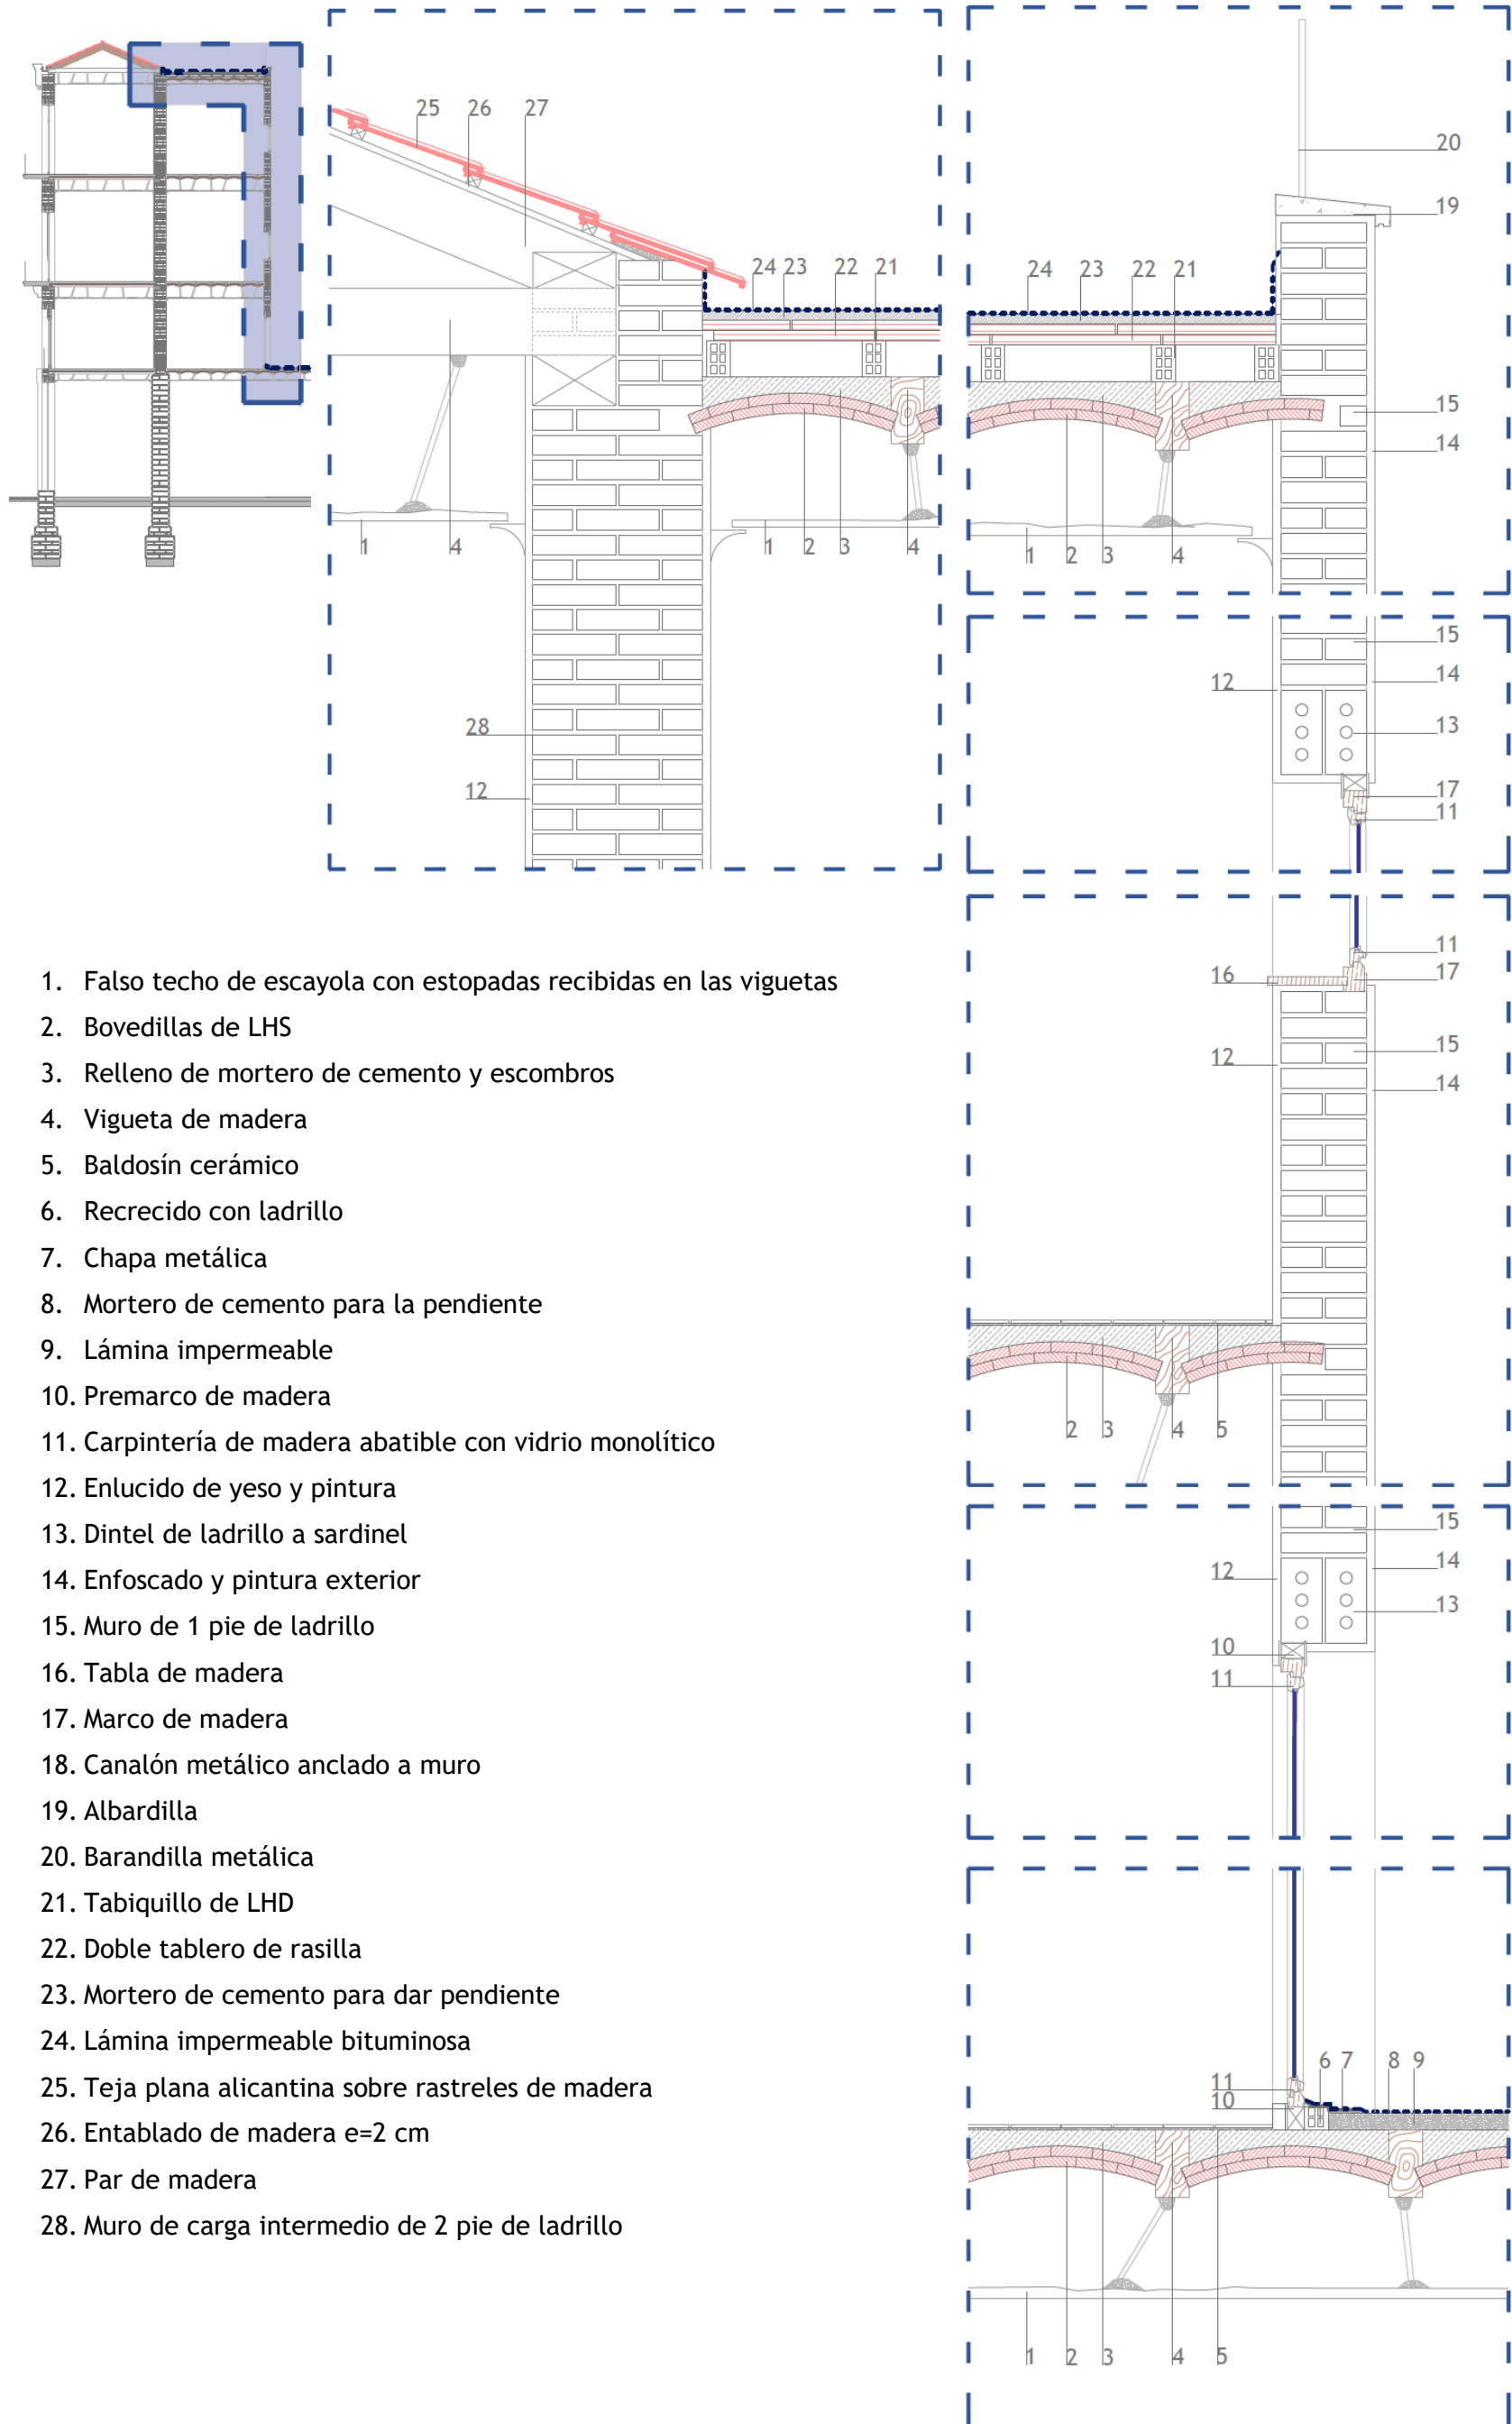 25 26 27
24 23 22 21
1 4 1 2 3 4
28
12
20
19
24 23 22 21
15
14
1 2 3 4
15
14
12
13
17
11
11
16 17
15
12
14
2 3 4 5
15
14
12
13
10
11
6 7 8 9
11
10
1 2 3 4 5
1. Falso techo de escayola con estopadas recibidas en las viguetas
2. Bovedillas de LHS
3. Relleno de mortero de cemento y escombros
4. Vigueta de madera
5. Baldosín cerámico
6. Recrecido con ladrillo
7. Chapa metálica
8. Mortero de cemento para la pendiente
9. Lámina impermeable
10. Premarco de madera
11. Carpintería de madera abatible con vidrio monolítico
12. Enlucido de yeso y pintura
13. Dintel de ladrillo a sardinel
14. Enfoscado y pintura exterior
15. Muro de 1 pie de ladrillo
16. Tabla de madera
17. Marco de madera
18. Canalón metálico anclado a muro
19. Albardilla
20. Barandilla metálica
21. Tabiquillo de LHD
22. Doble tablero de rasilla
23. Mortero de cemento para dar pendiente
24. Lámina impermeable bituminosa
25. Teja plana alicantina sobre rastreles de madera
26. Entablado de madera e=2 cm
27. Par de madera
28. Muro de carga intermedio de 2 pie de ladrillo